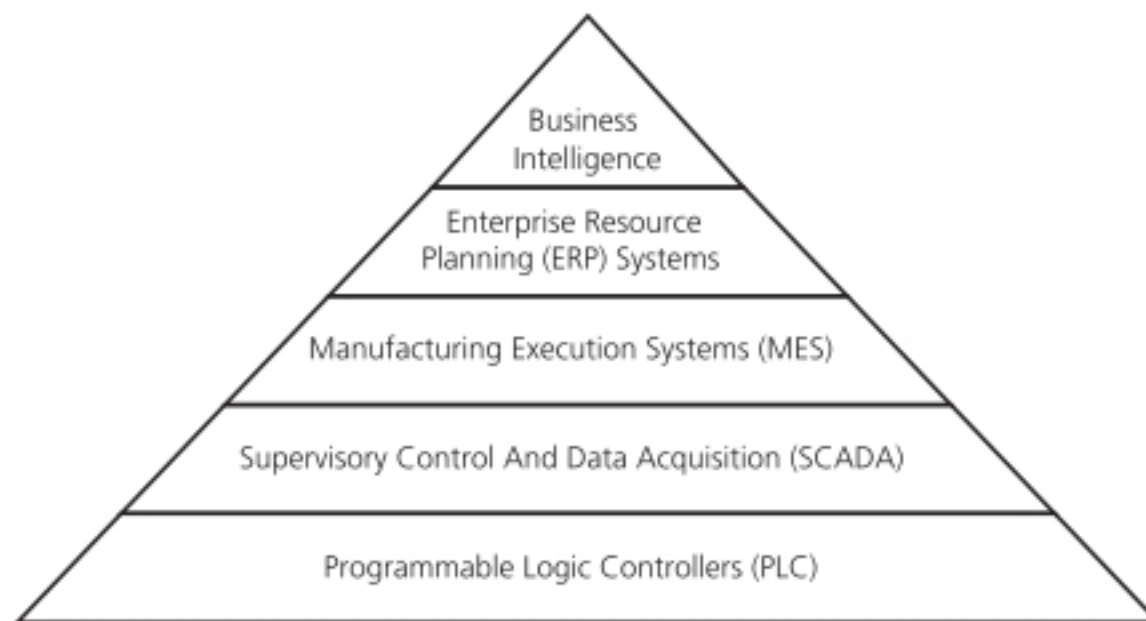 Business
Intelligence
Enterprise Resource
Planning (ERP) Systems
Manufacturing Execution Systems (MES)
Supervisory Control And Data Acquisition (SCADA)
Programmable Logic Controllers (PLC)